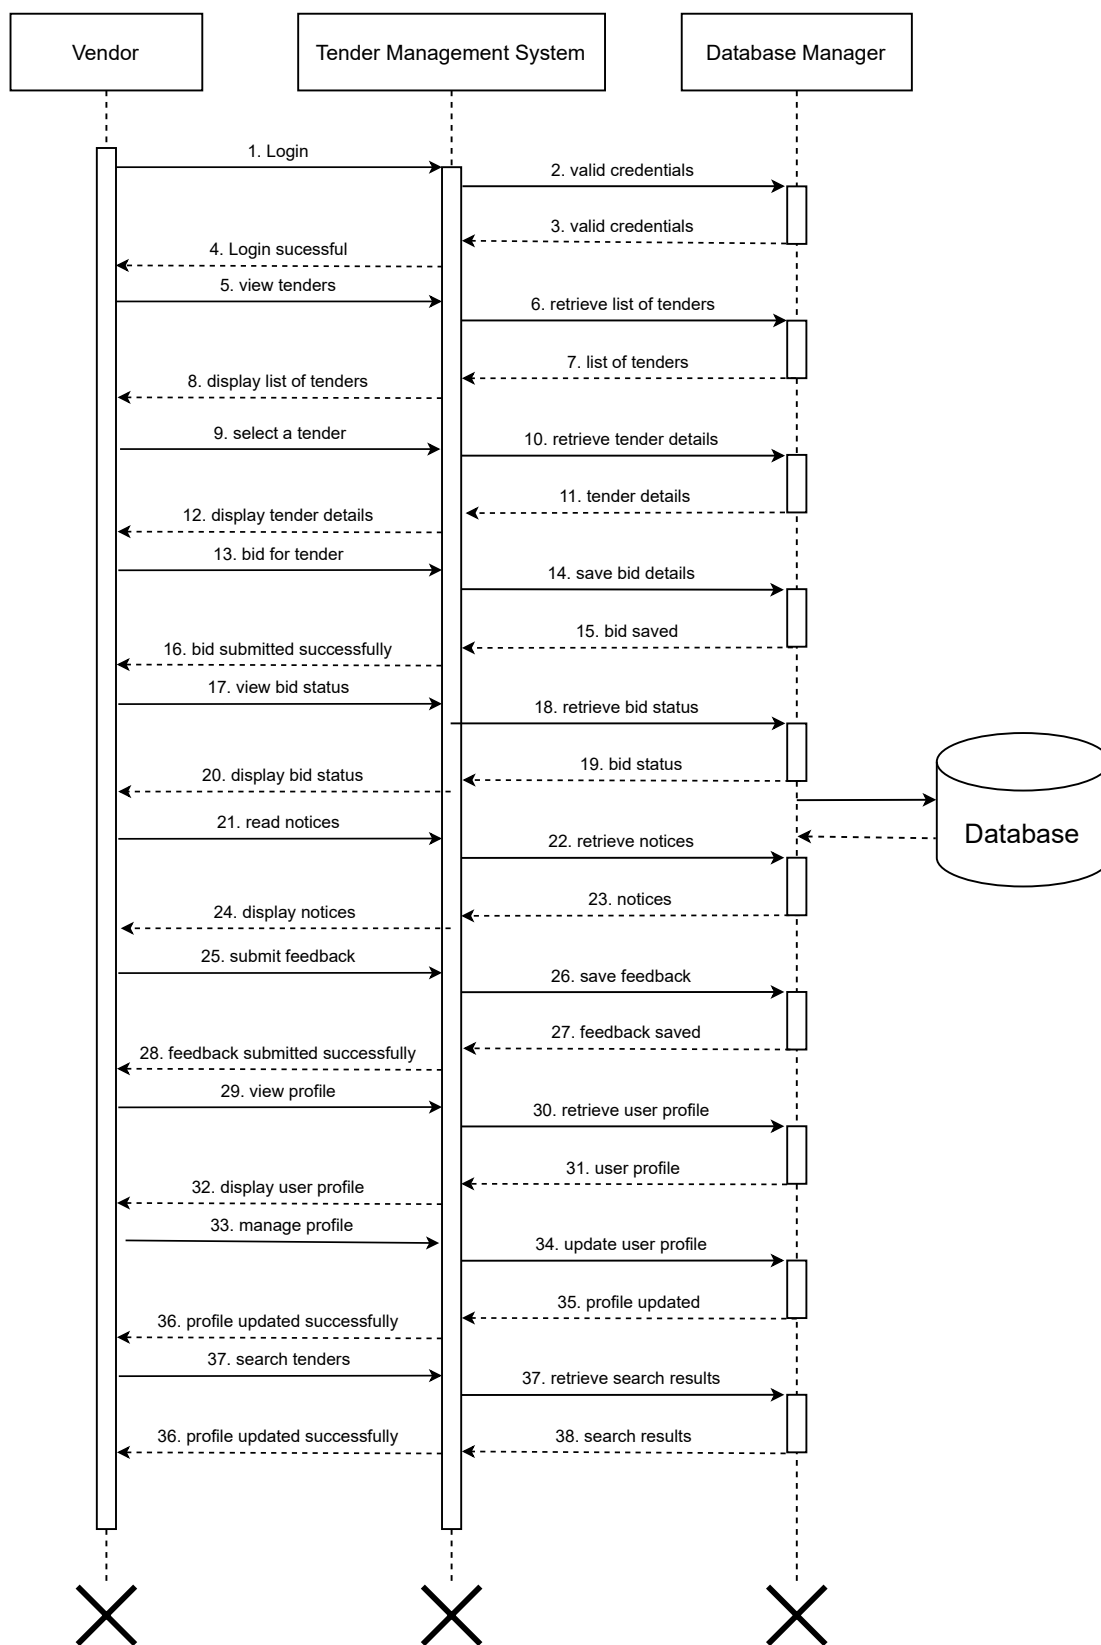 Vendor
Tender Management System
Database Manager
1. Login
2. valid credentials
3. valid credentials
4. Login sucessful
5. view tenders
6. retrieve list of tenders
7. list of tenders
8. display list of tenders
9. select a tender
10. retrieve tender details
11. tender details
12. display tender details
13. bid for tender
14. save bid details
15. bid saved
16. bid submitted successfully
17. view bid status
18. retrieve bid status
19. bid status
20. display bid status
21. read notices
Database
22. retrieve notices
23. notices
24. display notices
25. submit feedback
26. save feedback
27. feedback saved
28. feedback submitted successfully
29. view profile
30. retrieve user profile
31. user profile
32. display user profile
33. manage profile
34. update user profile
35. profile updated
36. profile updated successfully
37. search tenders
37. retrieve search results
36. profile updated successfully
38. search results